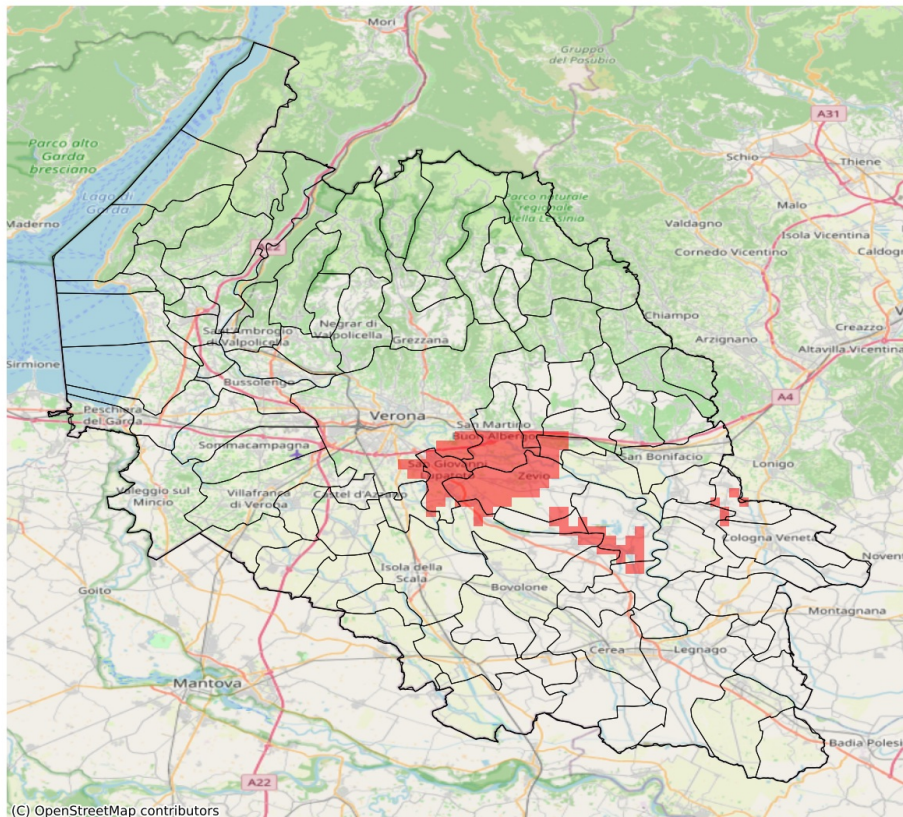 Mori
Gruppo
del Pasubio
A31
Schio
Thiene
Parco alto
Garda
bresciano
Lago di
Garda
Parco naturale
regionale
della Lessinia
Malo
Maderno
Valdagno
Isola Vicentina
A22
Cornedo Vicentino
Caldogn
Chiampo
Sant'Ambrogio
di Valpolicella
Negrar di
Valpolicella
Grezzana
Arzignano
Creazzo
Altavilla Vicentina
Sirmione
Bussolengo
A4
Peschiera
del Garda
Verona
San Martino
Buon Albergo
Sommacampagna
San Giovanni
Lupatoto
Zevio
San Bonifacio
Lonigo
Valeggio sul
Mincio
Villafranca
di Verona
Castel d'Azzano
Cologna Veneta
Isola della
Scala
Noventa
Goito
Bovolone
Montagnana
Cerea
Legnago
Mantova
Badia Polesi
A22
(C) OpenStreetMap contributors